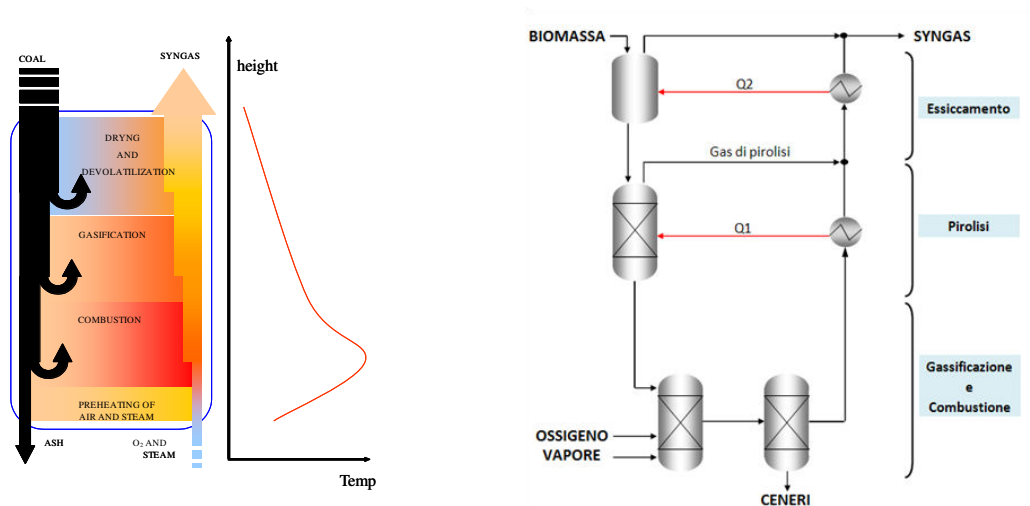 COAL
SYNGAS
height
DRYNG
AND
DEVOLATILIZATION
GASIFICATION
COMBUSTION
PREHEATING OF
AIR AND STEAM
ASH
O₂ AND
STEAM
Temp
BIOMASSA
SYNGAS
Q2
Essiccamento
Gas di pirolisi
Q1
Pirolisi
Gassificazione
e
Combustione
OSSIGENO
VAPORE
CENERI